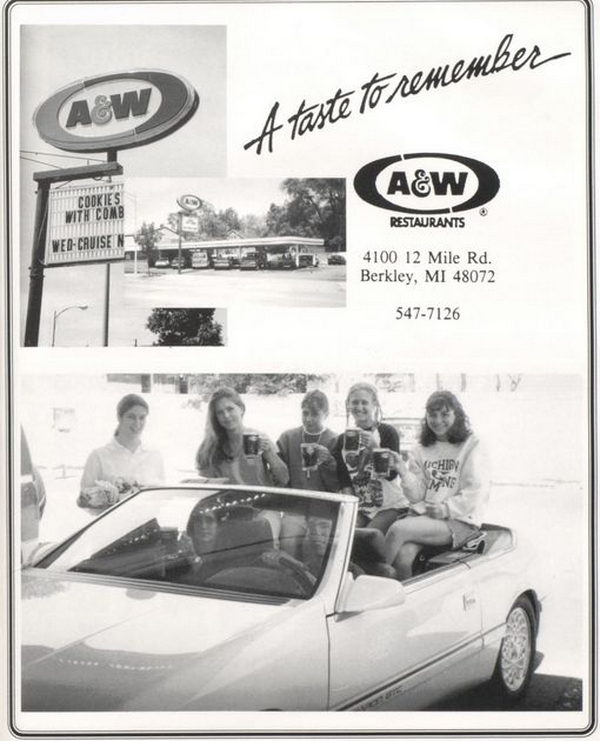 A taste to remember
A&W
COOKIES
WITH COMB
WED-CRUISE N
A&W
A&W
RESTAURANTS
®
4100 12 Mile Rd.
Berkley, MI 48072
547-7126